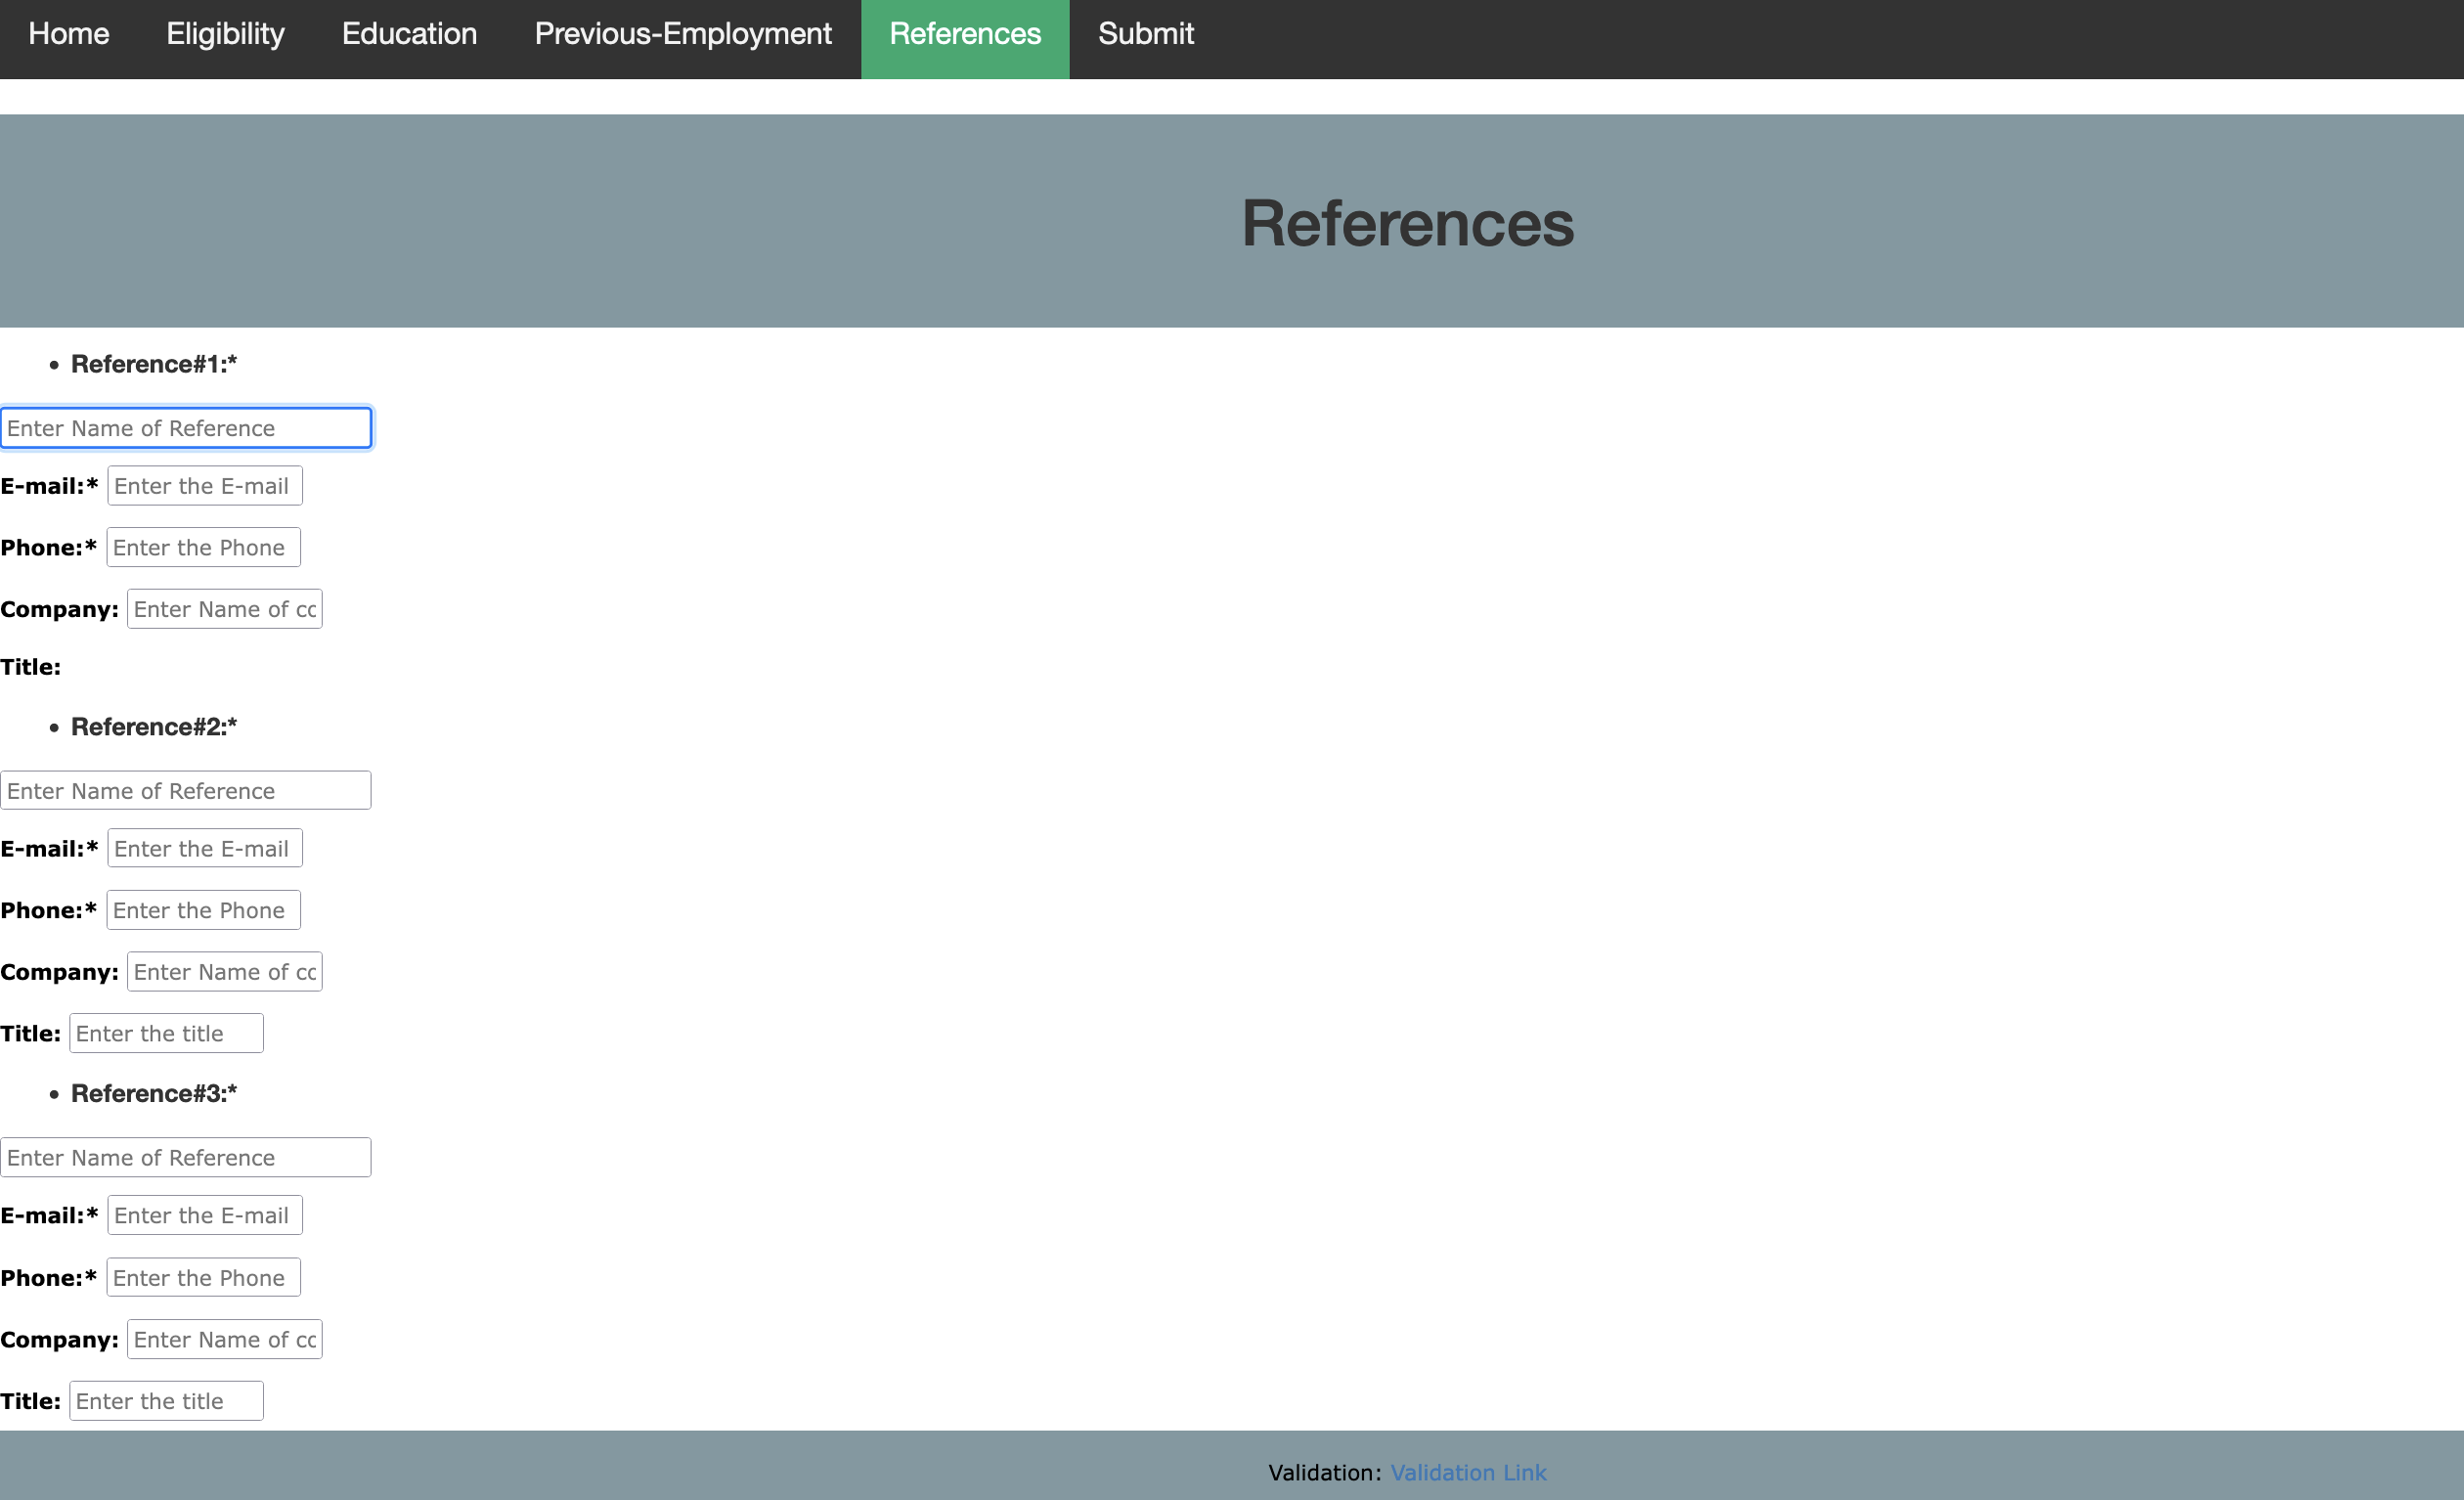 Home Eligibility Education Previous-Employment References Submit
References
• Reference#1:*
Enter Name of Reference
E-mail:* Enter the E-mail
Phone:* Enter the Phone
Company: Enter Name of cc
Title:
• Reference#2:*
Enter Name of Reference
E-mail:* Enter the E-mail
Phone:* Enter the Phone
Company: Enter Name of cc
Title: Enter the title
• Reference#3:*
Enter Name of Reference
E-mail:* Enter the E-mail
Phone:* Enter the Phone
Company: Enter Name of cc
Title: Enter the title
Validation: Validation Link